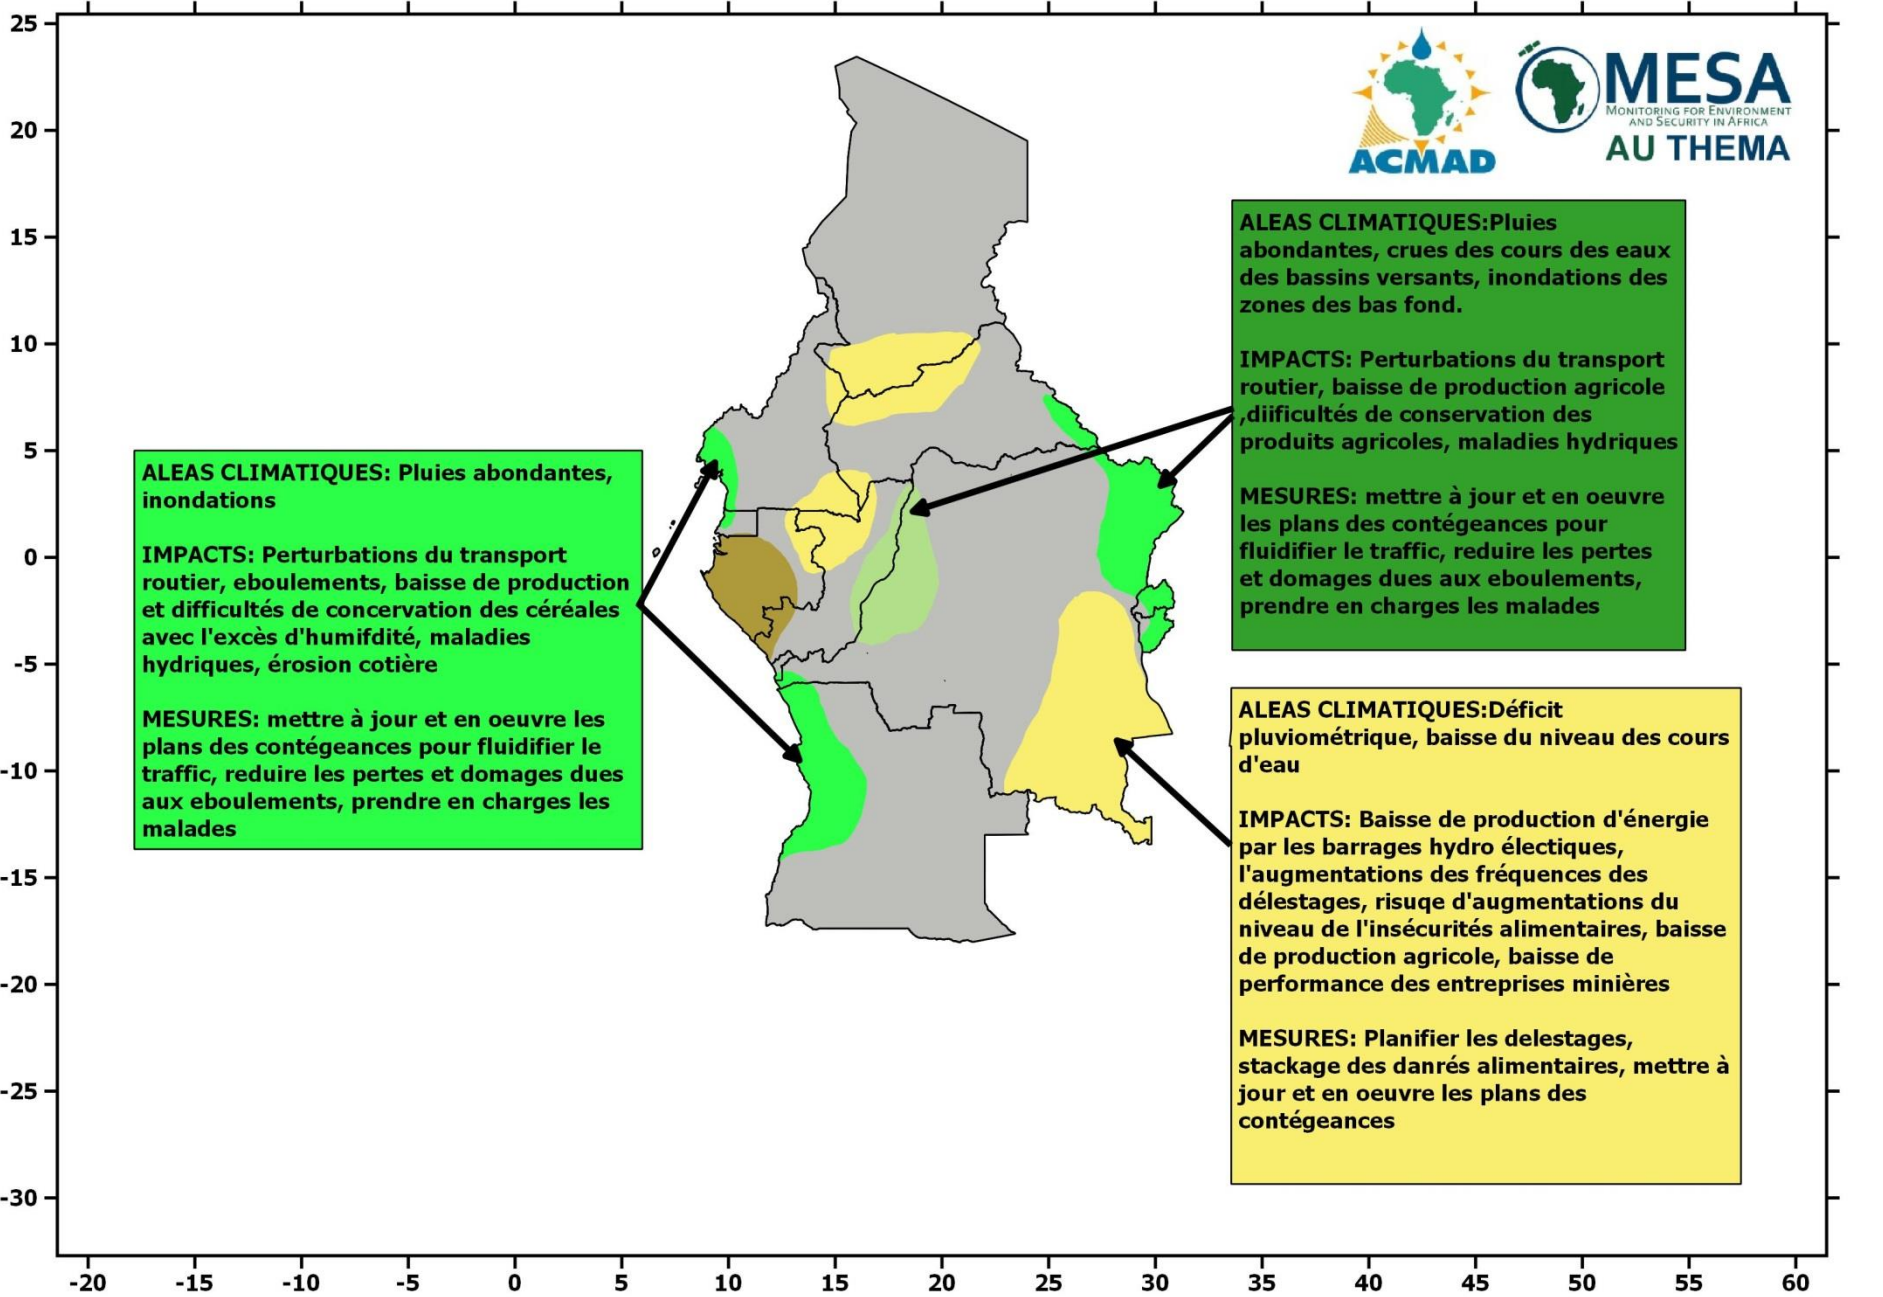 25
20
15
10
5
0
-5
-10
-15
-20
-25
-30
-20 -15 -10 -5 0 5 10 15 20 25 30 35 40 45 50 55 60
ACMAD
MESA
MONITORING FOR ENVIRONMENT
AND SECURITY IN AFRICA
AU THEMA
ALEAS CLIMATIQUES: Pluies abondantes,
inondations
IMPACTS: Perturbations du transport
routier, eboulements, baisse de production
et difficultés de concervation des céréales
avec l'excès d'humifdité, maladies
hydriques, érosion cotière
MESURES: mettre à jour et en oeuvre les
plans des contégeances pour fluidifier le
traffic, reduire les pertes et domages dues
aux eboulements, prendre en charges les
malades
ALEAS CLIMATIQUES:Pluies
abondantes, crues des cours des eaux
des bassins versants, inondations des
zones des bas fond.
IMPACTS: Perturbations du transport
routier, baisse de production agricole
,diificultés de conservation des
produits agricoles, maladies hydriques
MESURES: mettre à jour et en oeuvre
les plans des contégeances pour
fluidifier le traffic, reduire les pertes
et domages dues aux eboulements,
prendre en charges les malades
ALEAS CLIMATIQUES:Déficit
pluviométrique, baisse du niveau des cours
d'eau
IMPACTS: Baisse de production d'énergie
par les barrages hydro électiques,
l'augmentations des fréquences des
délestages, risuqe d'augmentations du
niveau de l'insécurités alimentaires, baisse
de production agricole, baisse de
performance des entreprises minières
MESURES: Planifier les delestages,
stackage des danrés alimentaires, mettre à
jour et en oeuvre les plans des
contégeances